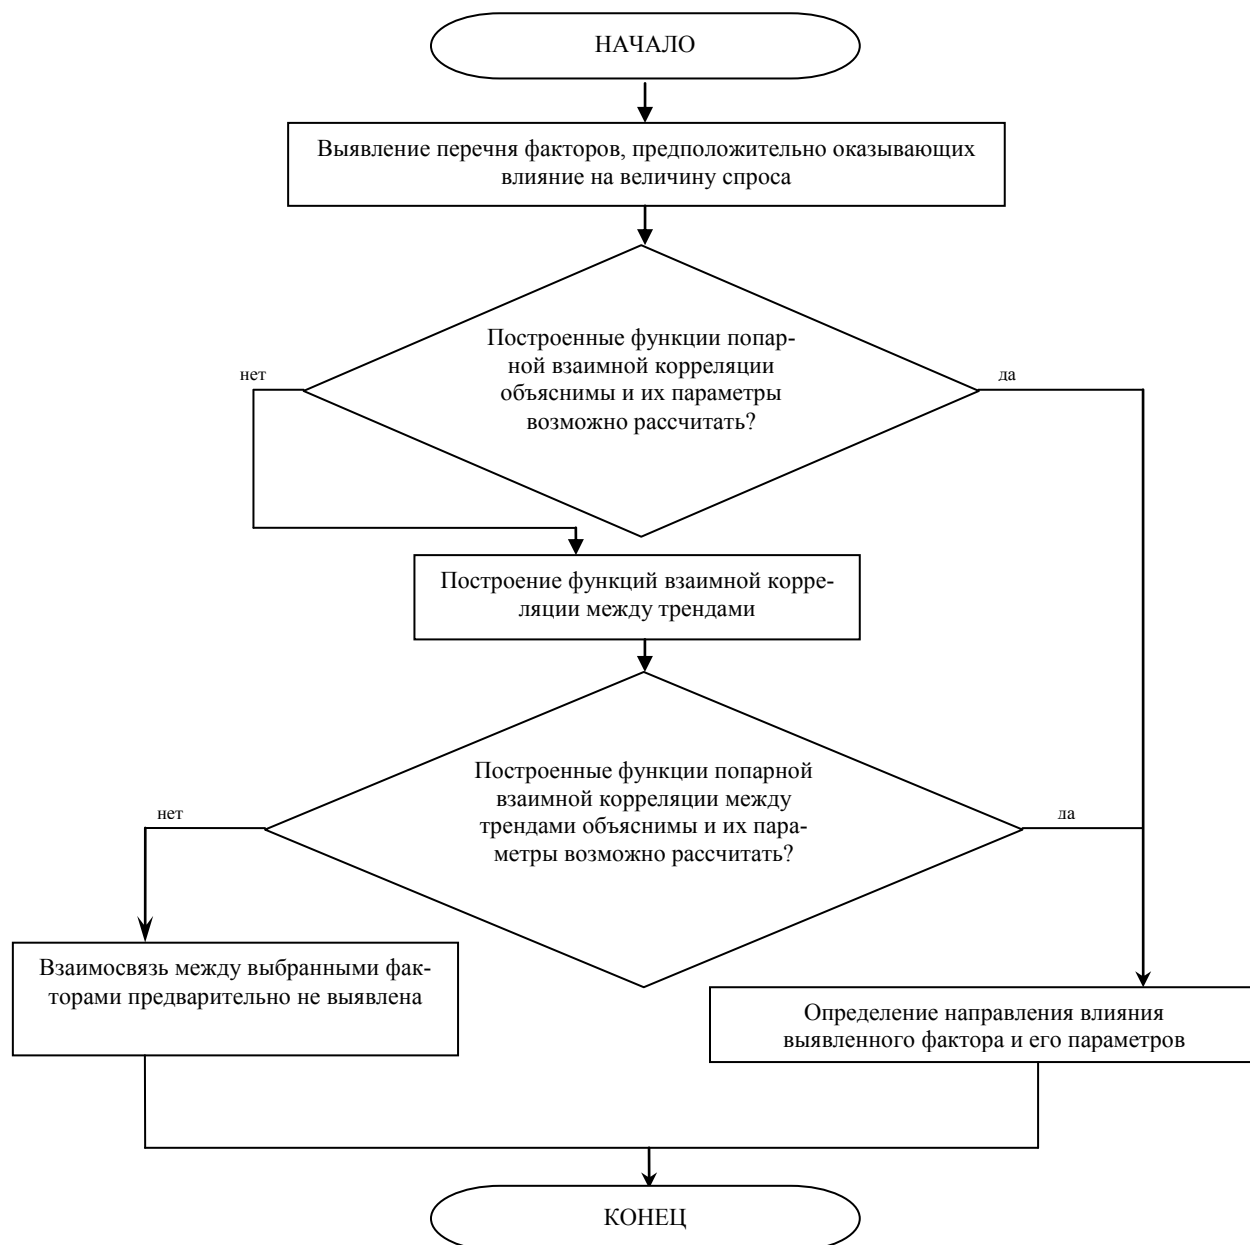 НАЧАЛО
Выявление перечня факторов, предположительно оказывающих
влияние на величину спроса
Построенные функции попар-
ной взаимной корреляции
объяснимы и их параметры
возможно рассчитать?
нет
да
Построение функций взаимной корре-
ляции между трендами
Построенные функции попарной
взаимной корреляции между
трендами объяснимы и их пара-
метры возможно рассчитать?
нет
да
Взаимосвязь между выбранными фак-
торами предварительно не выявлена
Определение направления влияния
выявленного фактора и его параметров
КОНЕЦ